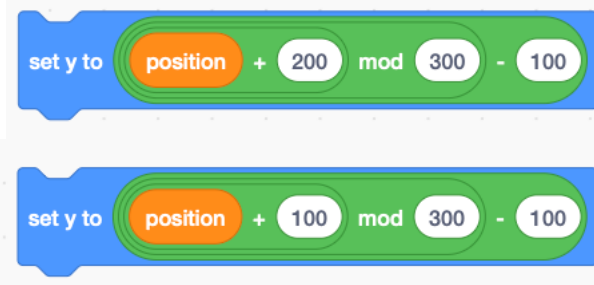 set y to position + 200 mod 300 - 100
set y to position + 100 mod 300 - 100